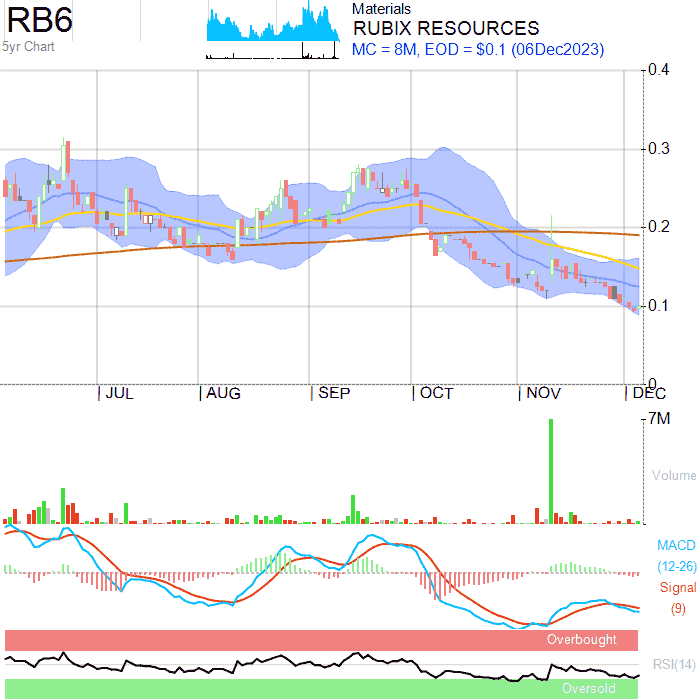 RB6
5yr Chart
Materials
RUBIX RESOURCES
MC = 8M, EOD = $0.1 (06Dec2023)
0.4
0.3
0.2
0.1
0
JUL
AUG
SEP
OCT
NOV
DEC
7M
Volume
MACD
(12-26)
Signal
(9)
Overbought
RSI(14)
Oversold